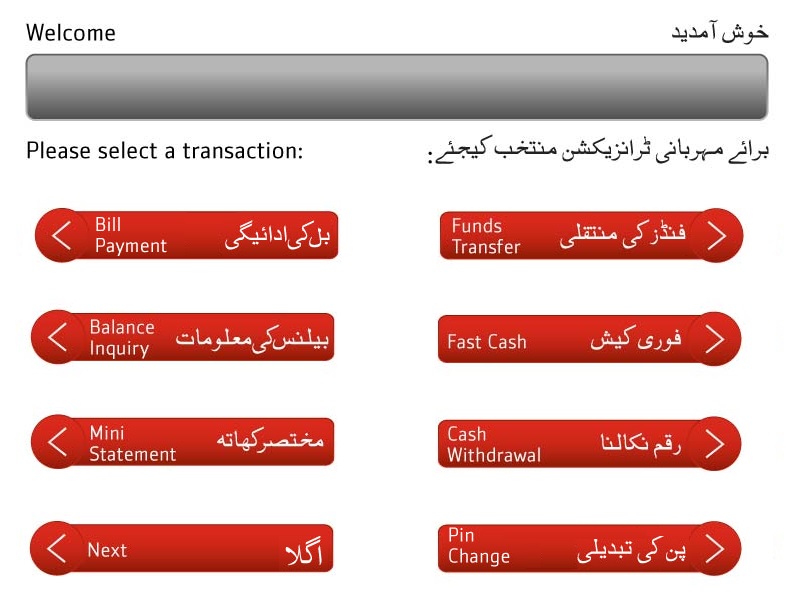 Welcome
خوش آمدید
Please select a transaction:
برائے مہربانی ٹرانزیکشن منتخب کیجئے:
Bill
Payment
بل کی ادائیگی
Funds
Transfer
فنڈز کی منتقلی
Balance
Inquiry
بیلنس کی معلومات
Fast Cash
فوری کیش
Mini
Statement
مختصر کھاتہ
Cash
Withdrawal
رقم نکالنا
Next
اگلا
Pin
Change
پن کی تبدیلی